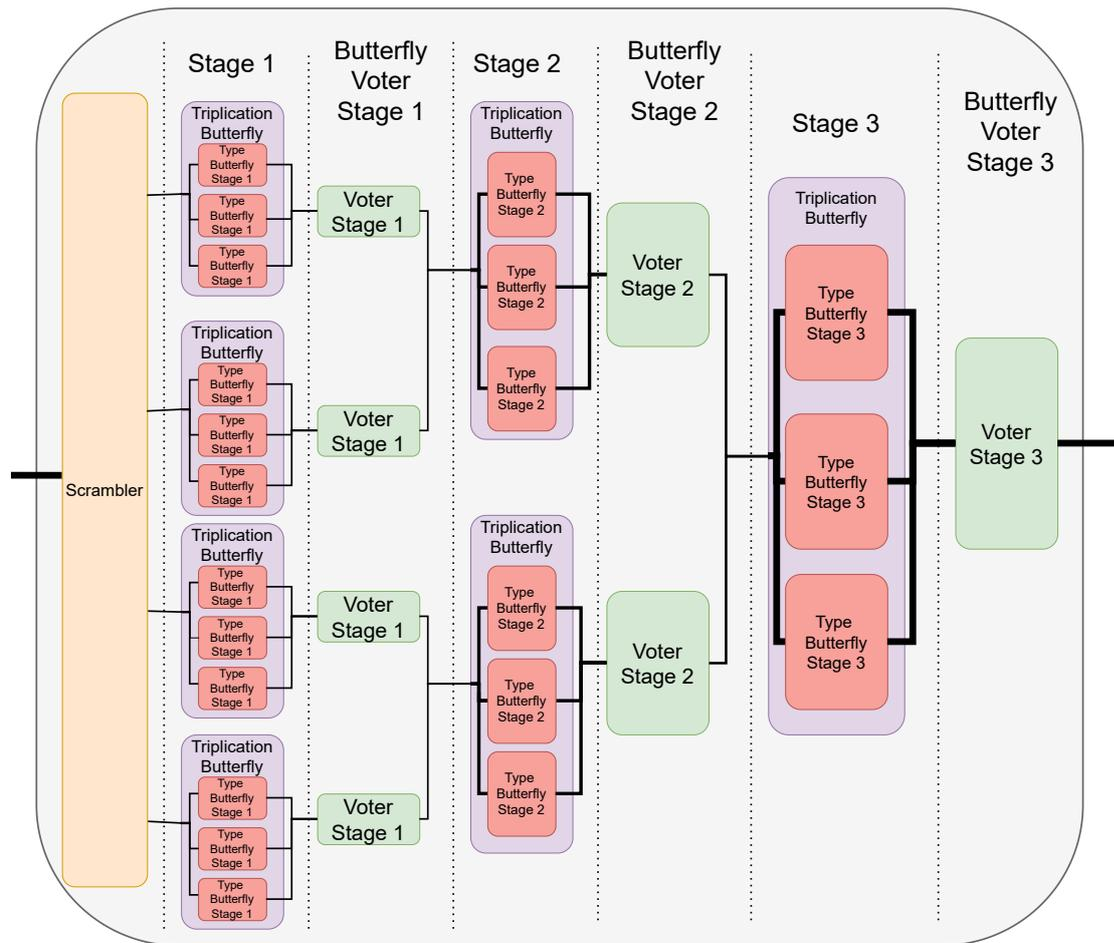 Stage 1
Butterfly
Voter
Stage 1
Stage 2
Butterfly
Voter
Stage 2
Stage 3
Butterfly
Voter
Stage 3
Scrambler
Triplication
Butterfly
Type
Butterfly
Stage 1
Type
Butterfly
Stage 1
Type
Butterfly
Stage 1
Triplication
Butterfly
Type
Butterfly
Stage 1
Type
Butterfly
Stage 1
Type
Butterfly
Stage 1
Triplication
Butterfly
Type
Butterfly
Stage 1
Type
Butterfly
Stage 1
Type
Butterfly
Stage 1
Triplication
Butterfly
Type
Butterfly
Stage 1
Type
Butterfly
Stage 1
Type
Butterfly
Stage 1
Voter
Stage 1
Voter
Stage 1
Voter
Stage 1
Voter
Stage 1
Triplication
Butterfly
Type
Butterfly
Stage 2
Type
Butterfly
Stage 2
Type
Butterfly
Stage 2
Triplication
Butterfly
Type
Butterfly
Stage 2
Type
Butterfly
Stage 2
Type
Butterfly
Stage 2
Voter
Stage 2
Voter
Stage 2
Triplication
Butterfly
Type
Butterfly
Stage 3
Type
Butterfly
Stage 3
Type
Butterfly
Stage 3
Voter
Stage 3